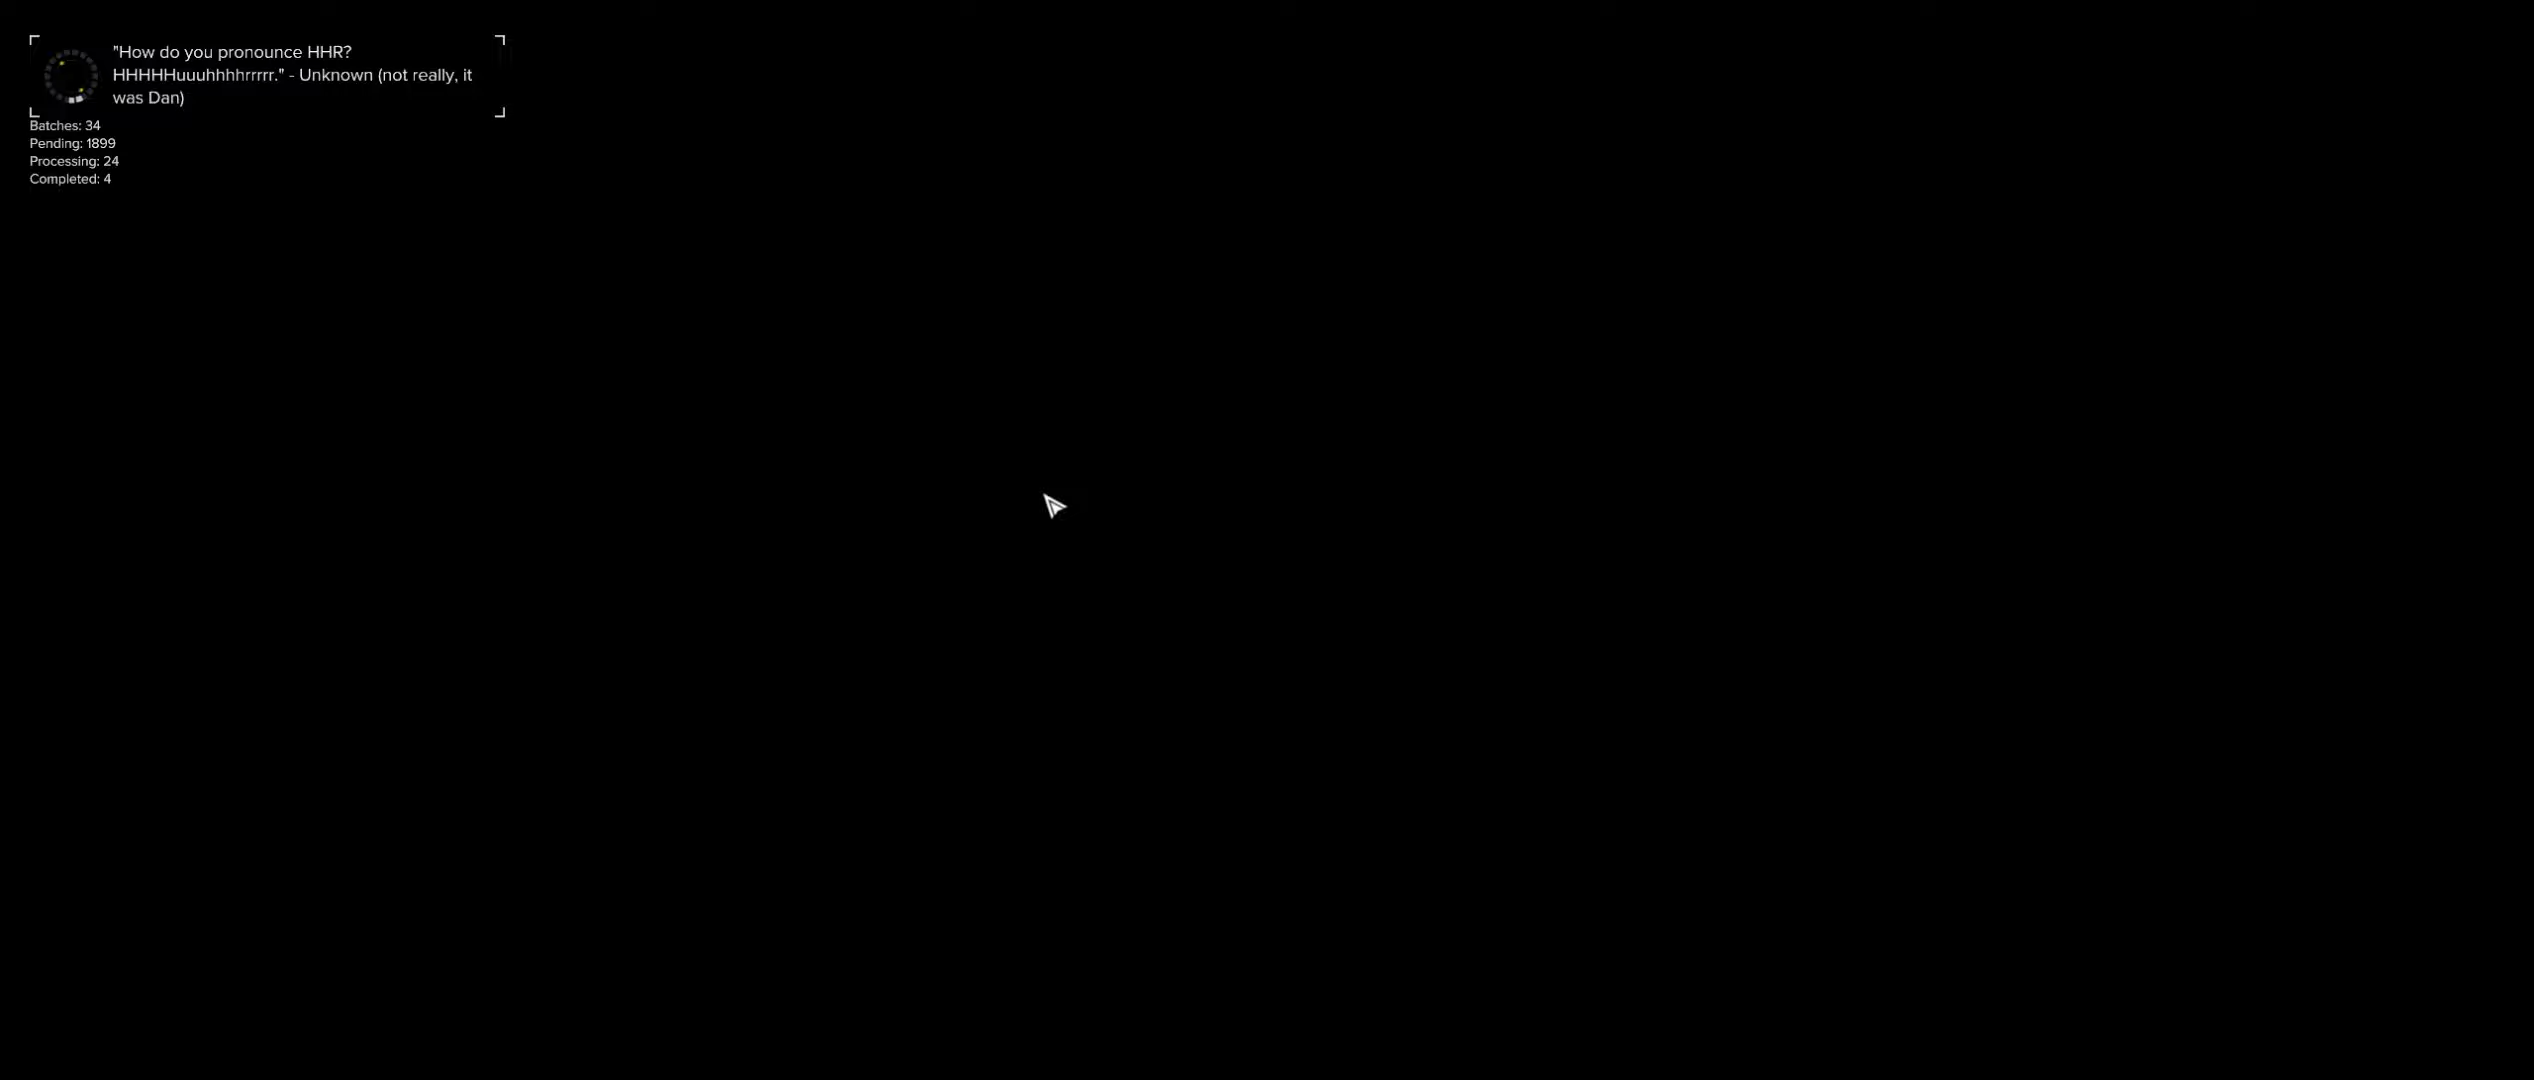 "How do you pronounce HHR?
HHHHHuuuhhhhrrrrr." - Unknown (not really, it
was Dan)
Batches: 34
Pending: 1899
Processing: 24
Completed: 4